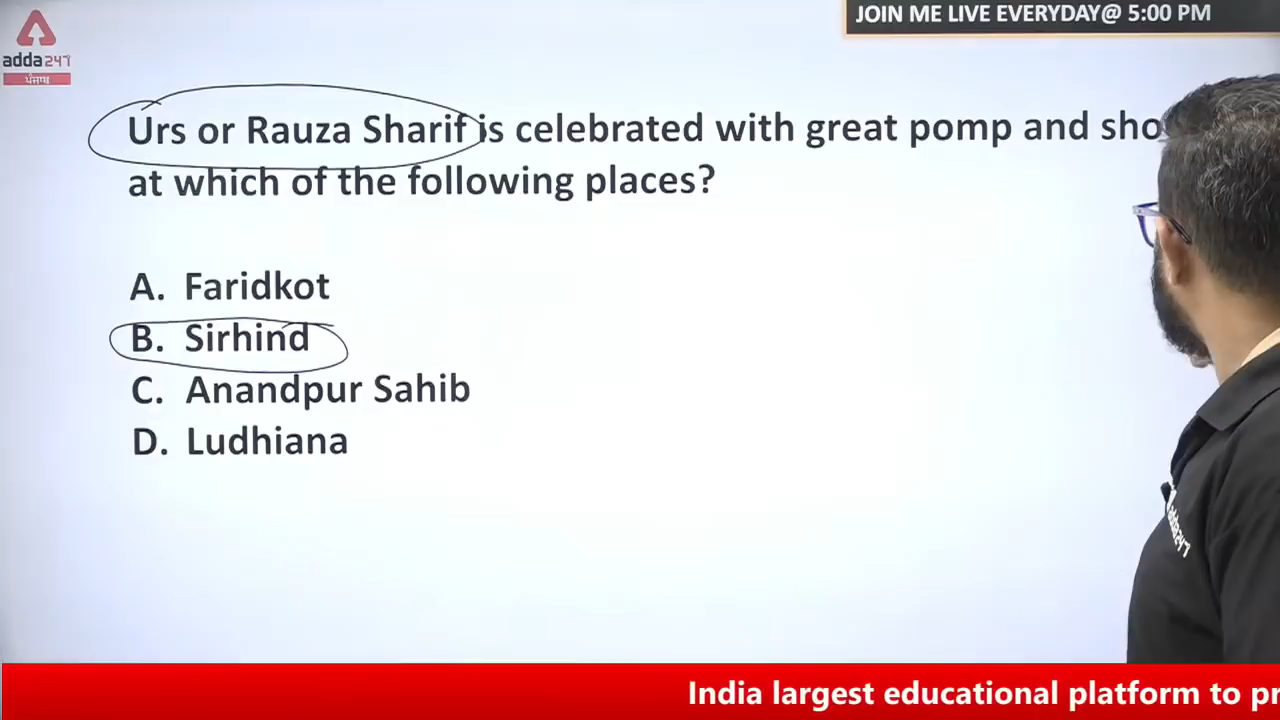 JOIN ME LIVE EVERYDAY@ 5:00 PM
adda247
ਪੰਜਾਬ
Urs or Rauza Sharif is celebrated with great pomp and sho
at which of the following places?
A. Faridkot
B. Sirhind
C. Anandpur Sahib
D. Ludhiana
adda247
India largest educational platform to pr